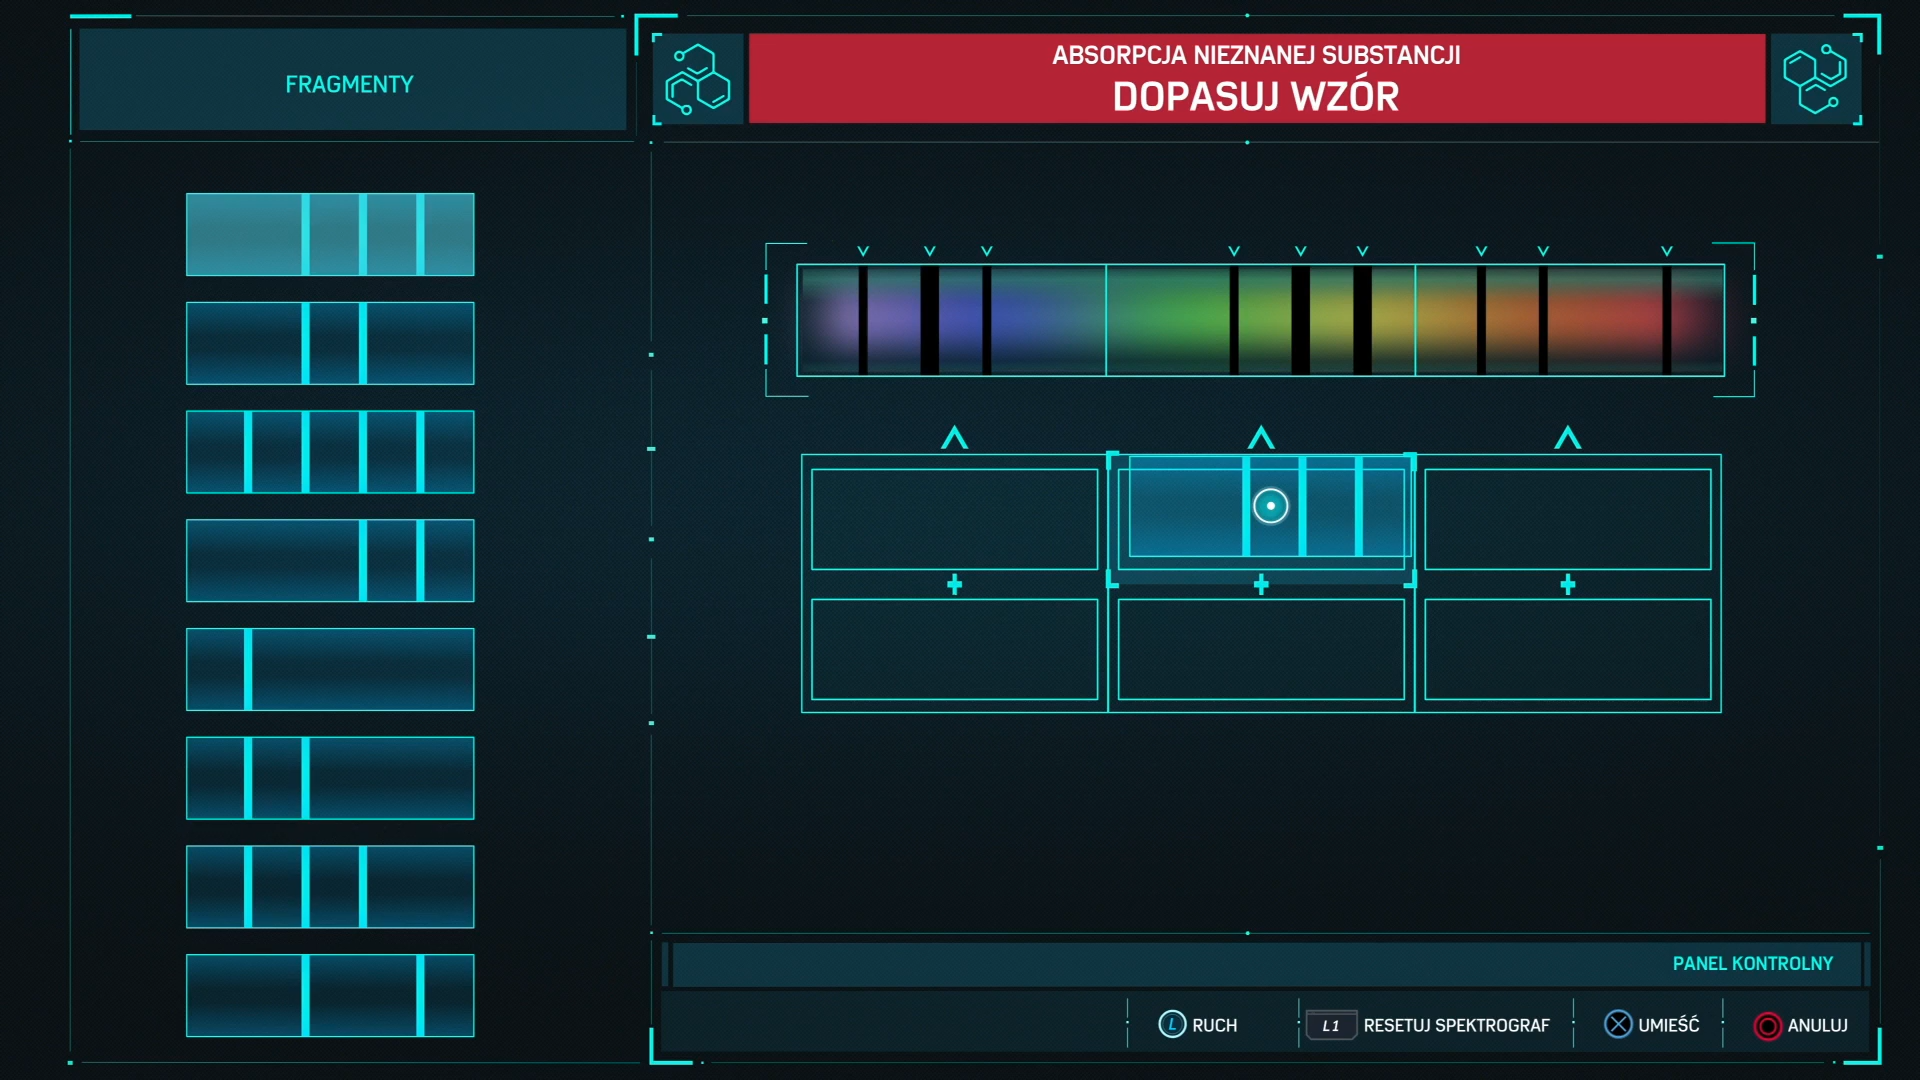 FRAGMENTY
ABSORPCJA NIEZNANEJ SUBSTANCJI
DOPASUJ WZÓR
PANEL KONTROLNY
L RUCH
L1 RESETUJ SPEKTROGRAF
UMIEŚĆ
ANULUJ